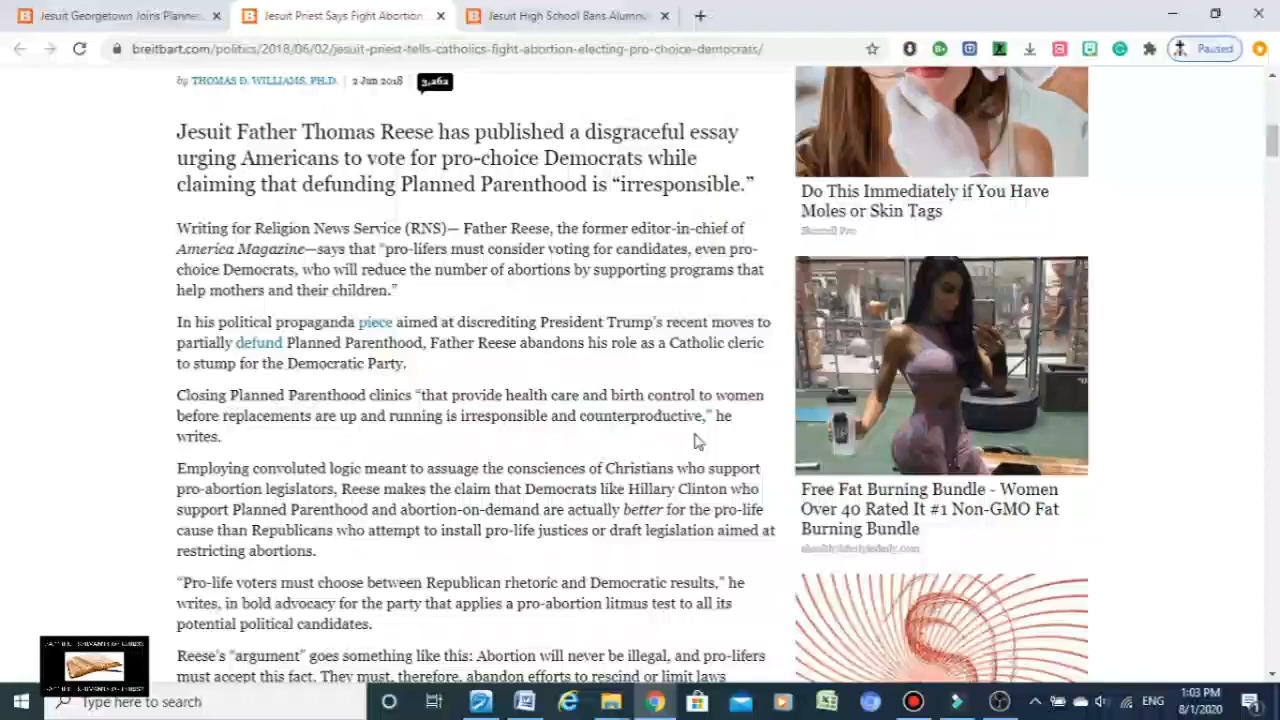 Jesuit Georgetown Joins Planne
Jesuit Priest Says Fight Abortion
Jesuit High School Bans Alumnu
breitbart.com/politics/2018/06/02/jesuit-priest-tells-catholics-fight-abortion-electing-pro-choice-democrats/
Paused
by THOMAS D. WILLIAMS, PH.D. | 2 Jun 2018 3,262
Jesuit Father Thomas Reese has published a disgraceful essay
urging Americans to vote for pro-choice Democrats while
claiming that defunding Planned Parenthood is “irresponsible.”
Writing for Religion News Service (RNS)— Father Reese, the former editor-in-chief of
America Magazine—says that “pro-lifers must consider voting for candidates, even pro-
choice Democrats, who will reduce the number of abortions by supporting programs that
help mothers and their children.”
In his political propaganda piece aimed at discrediting President Trump’s recent moves to
partially defund Planned Parenthood, Father Reese abandons his role as a Catholic cleric
to stump for the Democratic Party.
Closing Planned Parenthood clinics “that provide health care and birth control to women
before replacements are up and running is irresponsible and counterproductive,” he
writes.
Employing convoluted logic meant to assuage the consciences of Christians who support
pro-abortion legislators, Reese makes the claim that Democrats like Hillary Clinton who
support Planned Parenthood and abortion-on-demand are actually better for the pro-life
cause than Republicans who attempt to install pro-life justices or draft legislation aimed at
restricting abortions.
“Pro-life voters must choose between Republican rhetoric and Democratic results,” he
writes, in bold advocacy for the party that applies a pro-abortion litmus test to all its
potential political candidates.
Reese’s “argument” goes something like this: Abortion will never be illegal, and pro-lifers
must accept this fact. They must, therefore, abandon efforts to rescind or limit laws
Do This Immediately if You Have
Moles or Skin Tags
Free Fat Burning Bundle - Women
Over 40 Rated It #1 Non-GMO Fat
Burning Bundle
Type here to search
ENG
1:03 PM
8/1/2020